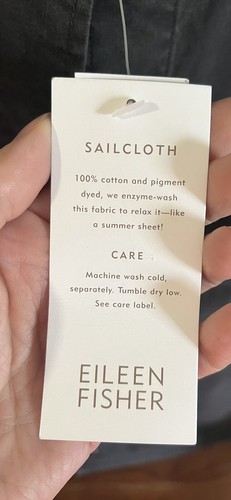 SAILCLOTH
100% cotton and pigment
dyed, we enzyme-wash
this fabric to relax it—like
a summer sheet!
CARE
Machine wash cold,
separately. Tumble dry low.
See care label.
EILEEN
FISHER